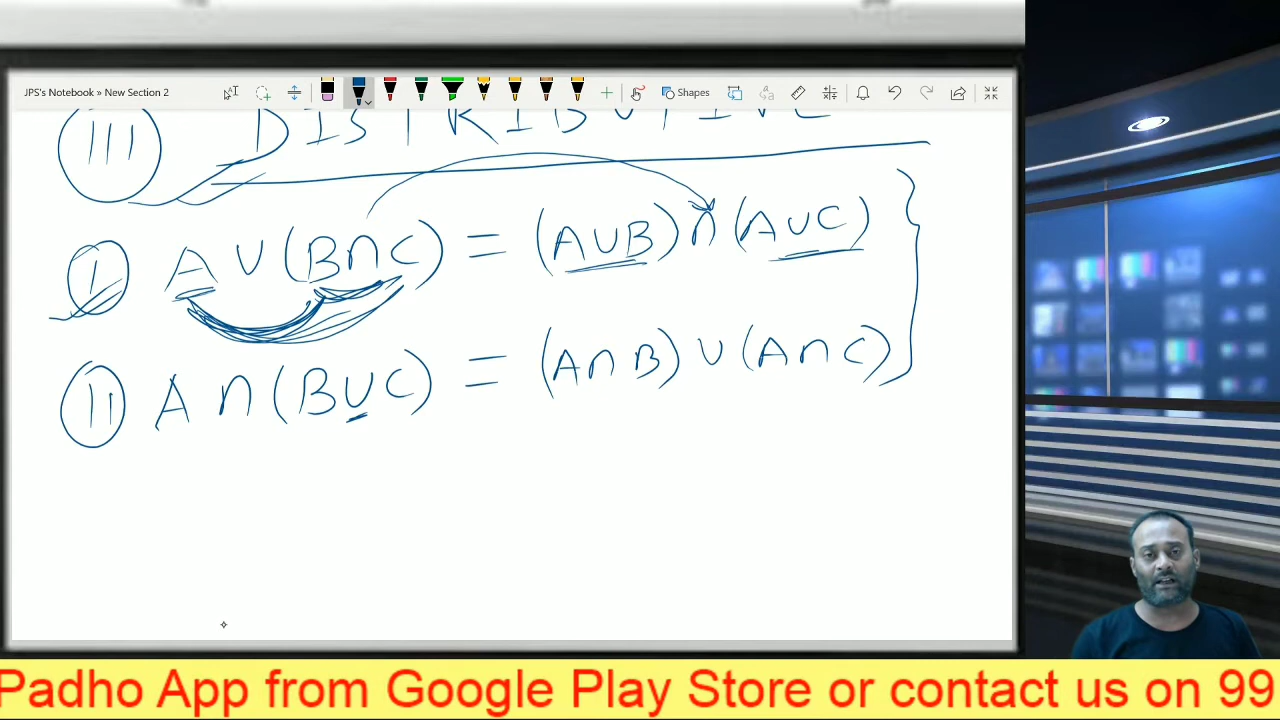 JPS's Notebook » New Section 2
Shapes
III DISTRIBUTIVE
I A ∪ (B ∩ C) = (A ∪ B) ∩ (A ∪ C)
II A ∩ (B ∪ C) = (A ∩ B) ∪ (A ∩ C)
Padho App from Google Play Store or contact us on 99